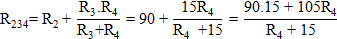 R₂₃₄= R₂ + R₃.R₄ / R₃+R₄ = 90 + 15R₄ / R₄ +15 = 90.15 + 105R₄ / R₄ + 15